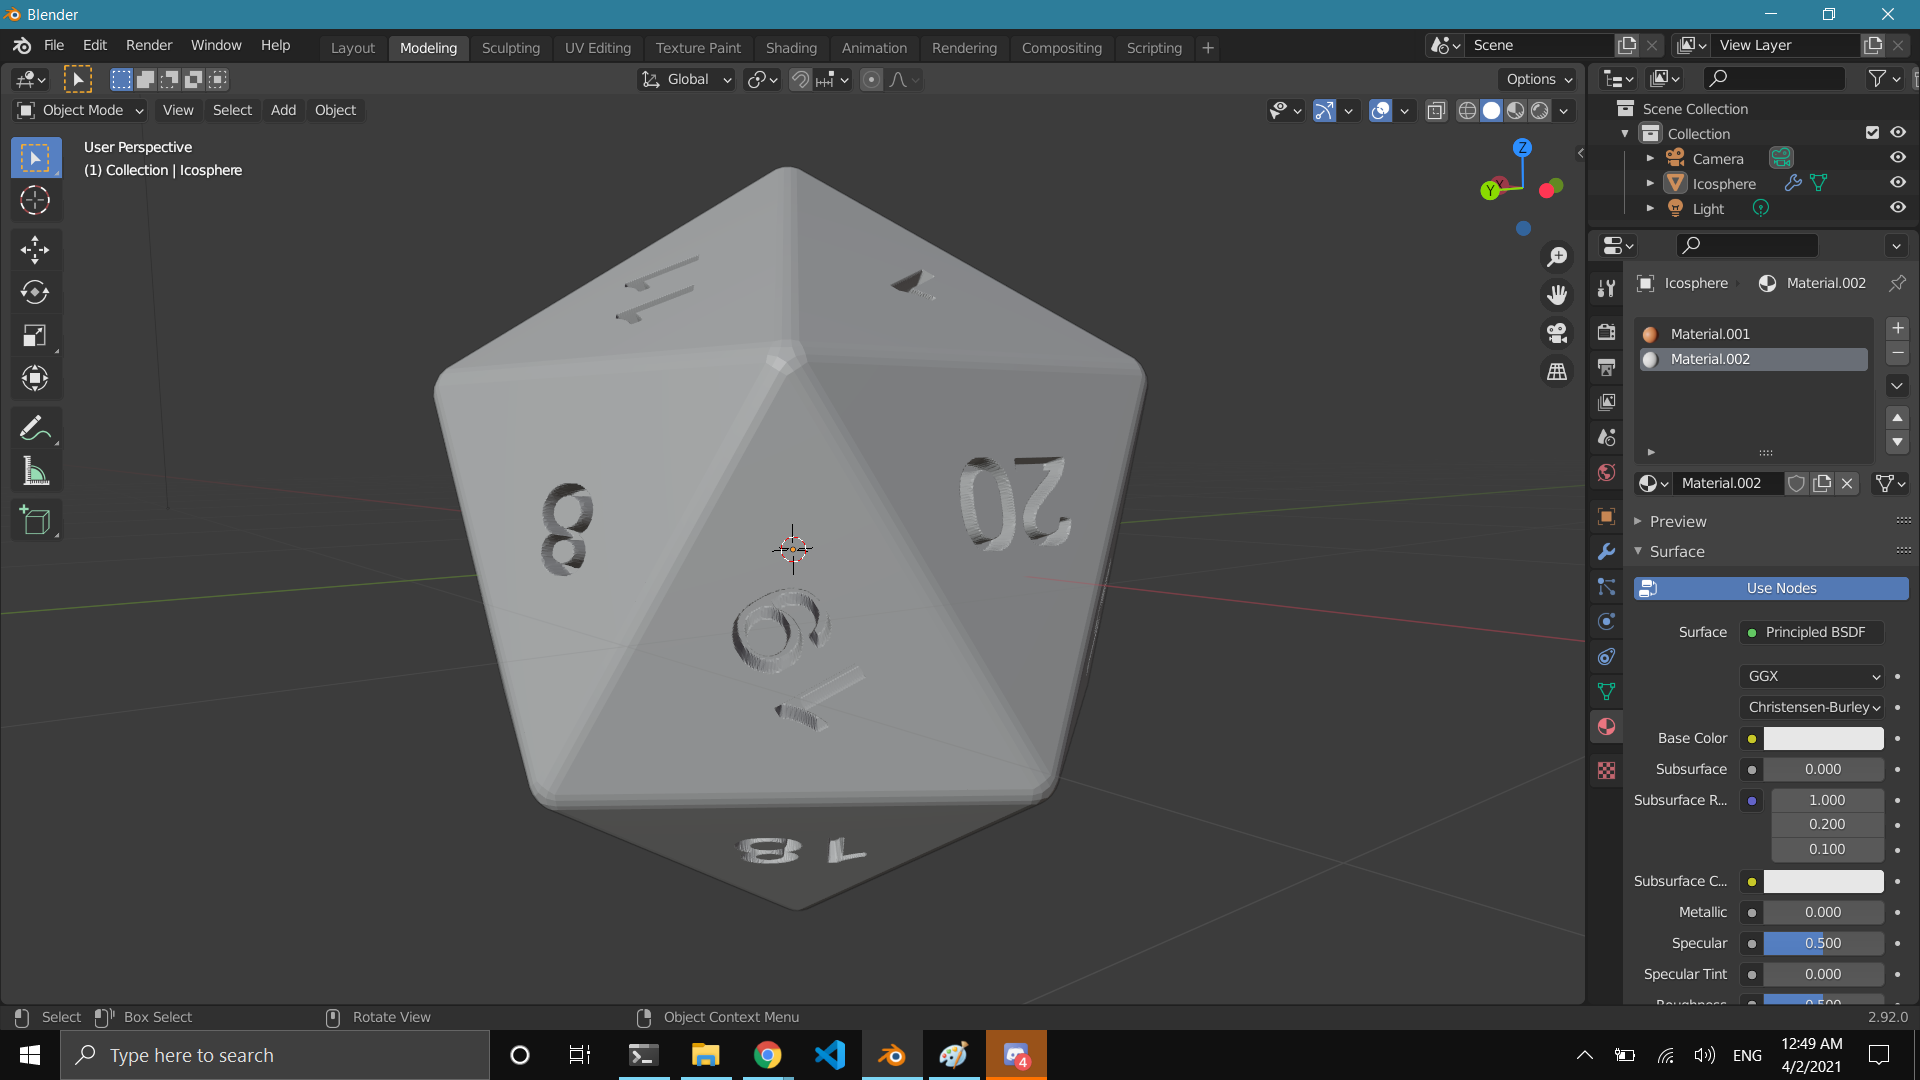 Blender
File Edit Render Window Help Layout Modeling Sculpting UV Editing Texture Paint Shading Animation Rendering Compositing Scripting + Scene View Layer
Global Options
Object Mode View Select Add Object
User Perspective
(1) Collection | Icosphere
Z
Y
X
11
8
20
19
18
Scene Collection
Collection
Camera
Icosphere
Light
Icosphere Material.002
Material.001
Material.002
Material.002
Preview
Surface
Use Nodes
Surface Principled BSDF
GGX
Christensen-Burley
Base Color
Subsurface 0.000
Subsurface R... 1.000
0.200
0.100
Subsurface C...
Metallic 0.000
Specular 0.500
Specular Tint 0.000
Roughness 0.500
Select Box Select Rotate View Object Context Menu 2.92.0
Type here to search
4
ENG
12:49 AM
4/2/2021